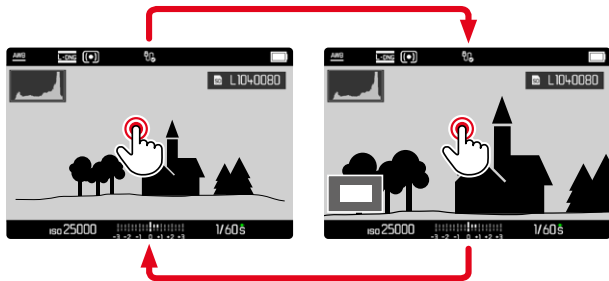 AWB L-DNG AWB L-DNG
L1040080 L1040080
ISO 25000 1/60s ISO 25000 1/60s
-3 -2 -1 0 +1 +2 +3 -3 -2 -1 0 +1 +2 +3